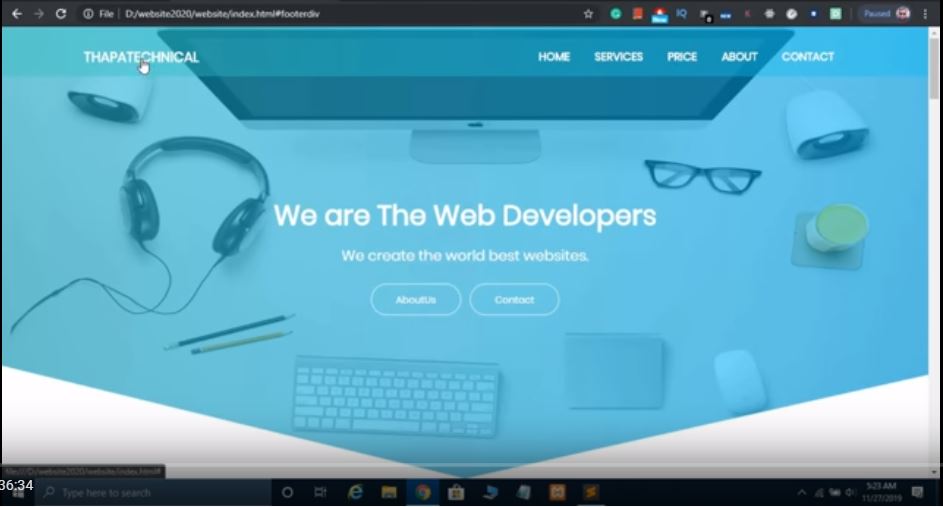 File | D:/website2020/website/index.html#footerdiv
Paused
THAPATECHNICAL
HOME SERVICES PRICE ABOUT CONTACT
We are The Web Developers
We create the world best websites.
AboutUs Contact
file:///D:/website2020/website/index.html#
36:34
Type here to search
5:23 AM
11/27/2019